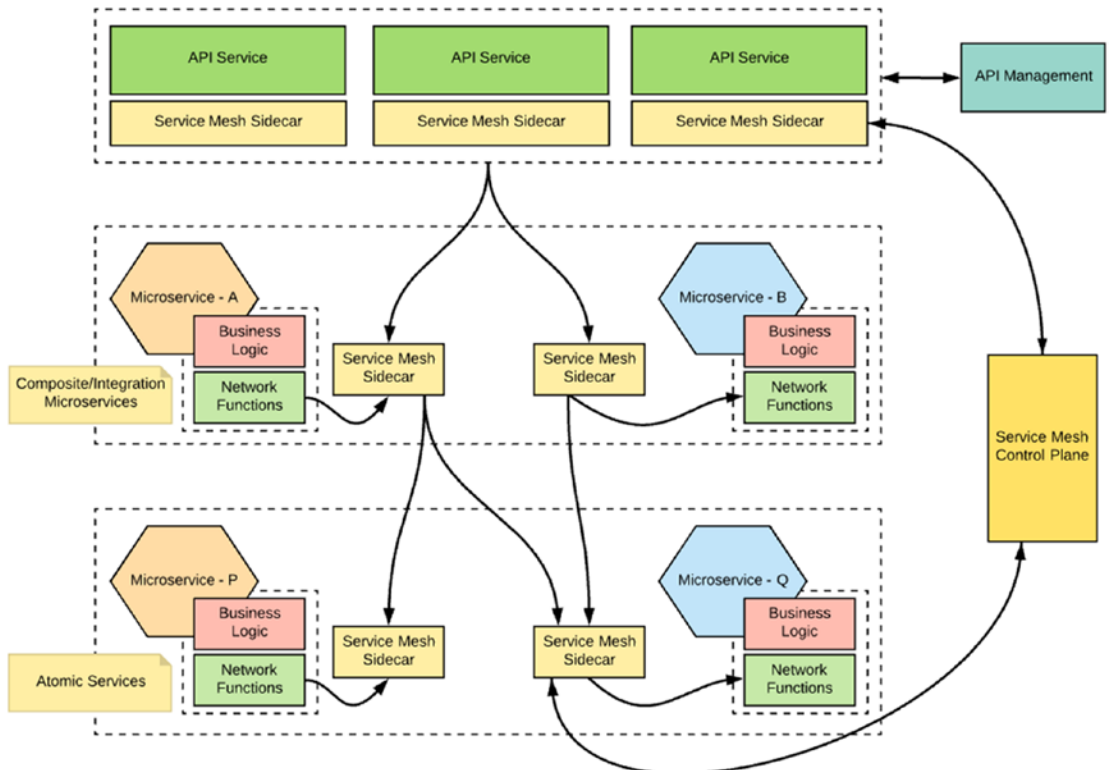 API Service
API Service
API Service
API Management
Service Mesh Sidecar
Service Mesh Sidecar
Service Mesh Sidecar
Microservice - A
Business
Logic
Network
Functions
Service Mesh
Sidecar
Service Mesh
Sidecar
Microservice - B
Business
Logic
Network
Functions
Composite/Integration
Microservices
Service Mesh
Control Plane
Microservice - P
Business
Logic
Network
Functions
Service Mesh
Sidecar
Service Mesh
Sidecar
Microservice - Q
Business
Logic
Network
Functions
Atomic Services